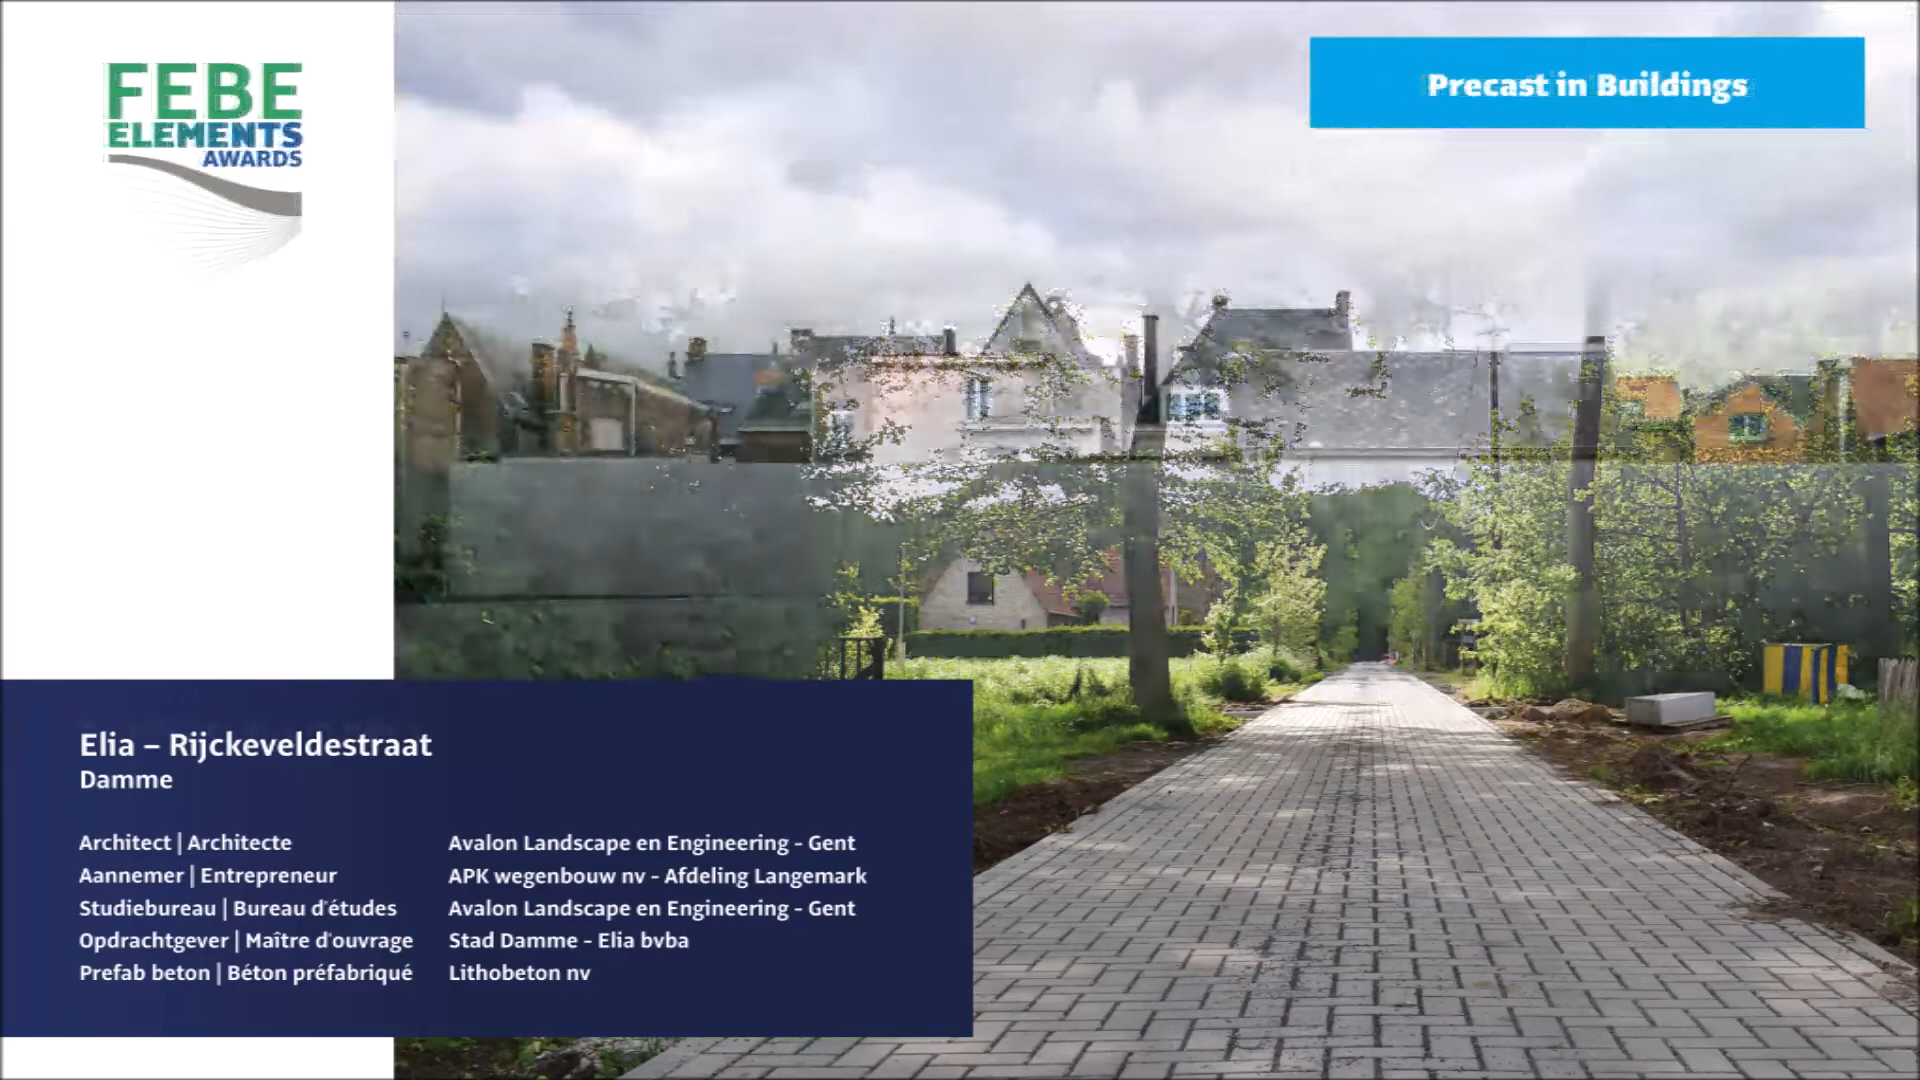 FEBE
ELEMENTS
AWARDS
Precast in Buildings
Elia – Rijckeveldestraat
Damme
Architect | Architecte Avalon Landscape en Engineering - Gent
Aannemer | Entrepreneur APK wegenbouw nv - Afdeling Langemark
Studiebureau | Bureau d'études Avalon Landscape en Engineering - Gent
Opdrachtgever | Maître d'ouvrage Stad Damme - Elia bvba
Prefab beton | Béton préfabriqué Lithobeton nv